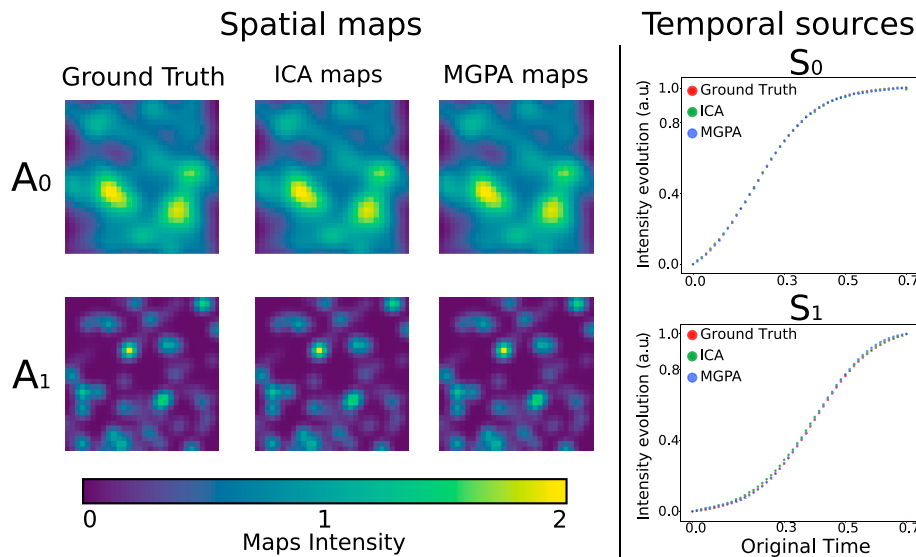 Spatial maps
Ground Truth
ICA maps
MGPA maps
A0
A1
0
1
2
Maps Intensity
Temporal sources
S0
Intensity evolution (a.u)
1.0
0.8
0.4
0.0
Ground Truth
ICA
MGPA
0.0
0.3
0.5
0.7
S1
Intensity evolution (a.u)
1.0
0.8
0.4
0.0
Ground Truth
ICA
MGPA
0.0
0.3
0.5
0.7
Original Time